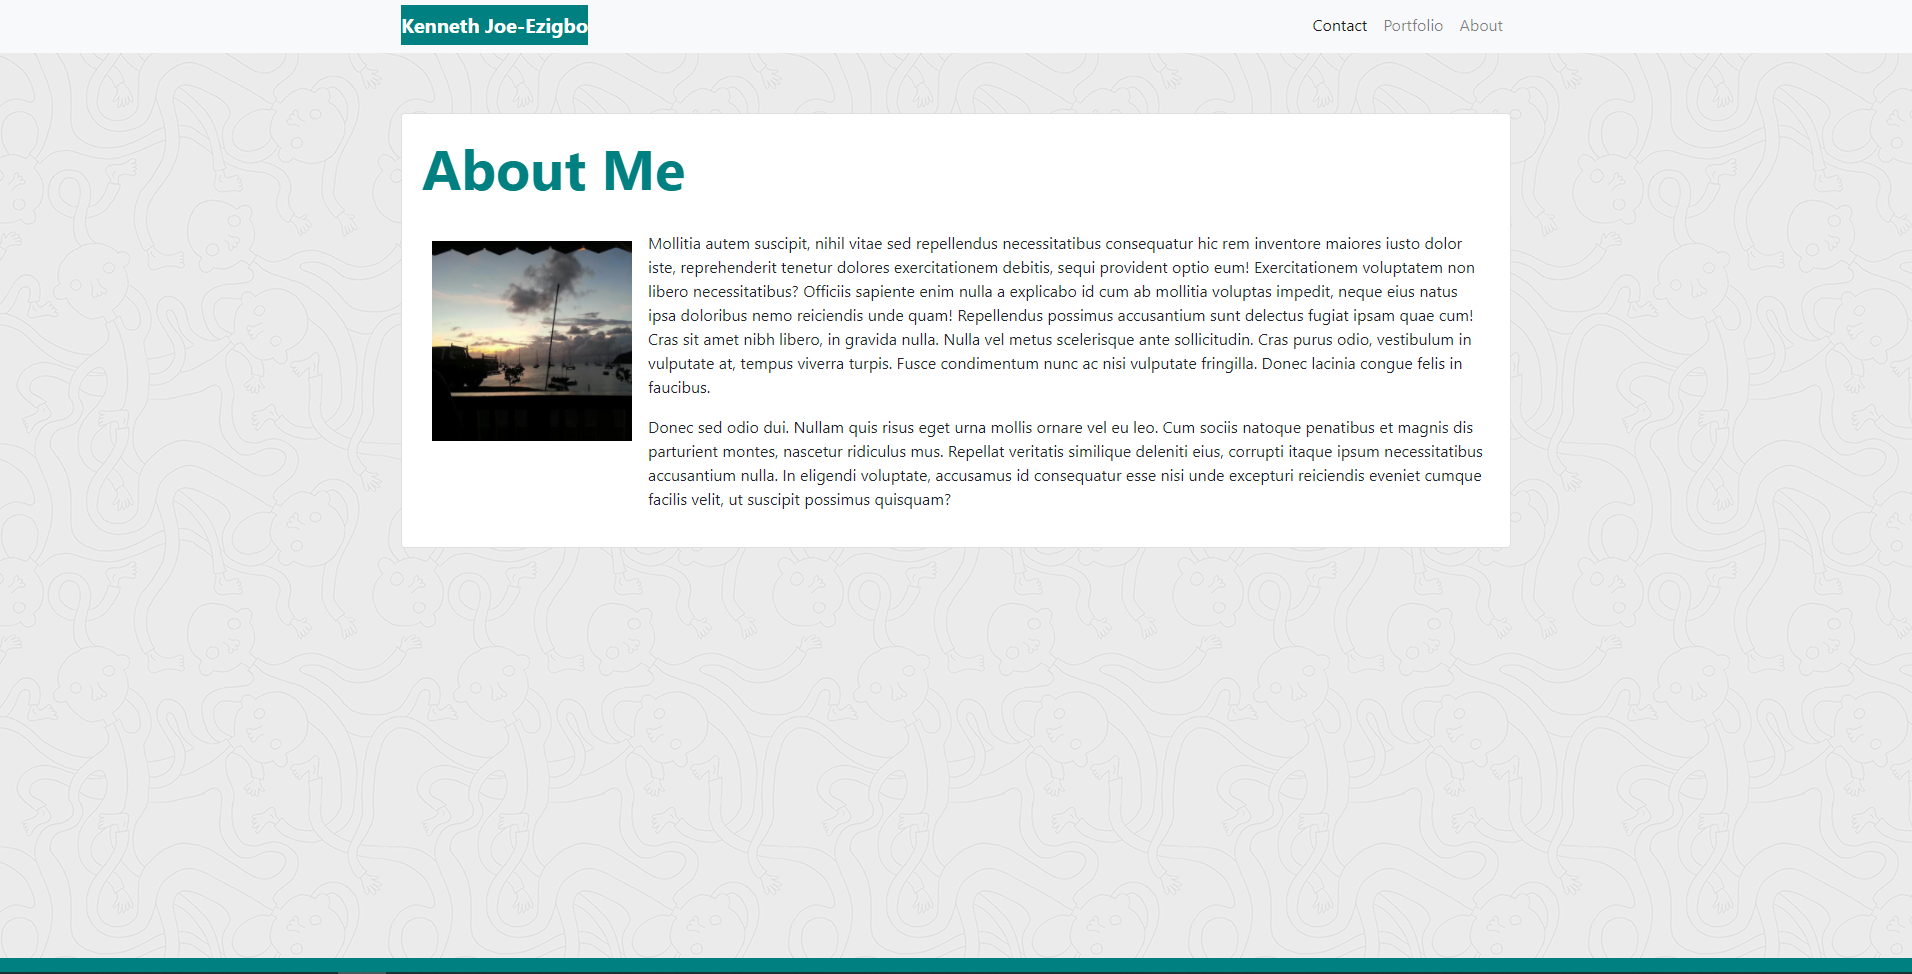 Kenneth Joe-Ezigbo
Contact Portfolio About
About Me
Mollitia autem suscipit, nihil vitae sed repellendus necessitatibus consequatur hic rem inventore maiores iusto dolor
iste, reprehenderit tenetur dolores exercitationem debitis, sequi provident optio eum! Exercitationem voluptatem non
libero necessitatibus? Officiis sapiente enim nulla a explicabo id cum ab mollitia voluptas impedit, neque eius natus
ipsa doloribus nemo reiciendis unde quam! Repellendus possimus accusantium sunt delectus fugiat ipsam quae cum!
Cras sit amet nibh libero, in gravida nulla. Nulla vel metus scelerisque ante sollicitudin. Cras purus odio, vestibulum in
vulputate at, tempus viverra turpis. Fusce condimentum nunc ac nisi vulputate fringilla. Donec lacinia congue felis in
faucibus.
Donec sed odio dui. Nullam quis risus eget urna mollis ornare vel eu leo. Cum sociis natoque penatibus et magnis dis
parturient montes, nascetur ridiculus mus. Repellat veritatis similique deleniti eius, corrupti itaque ipsum necessitatibus
accusantium nulla. In eligendi voluptate, accusamus id consequatur esse nisi unde excepturi reiciendis eveniet cumque
facilis velit, ut suscipit possimus quisquam?